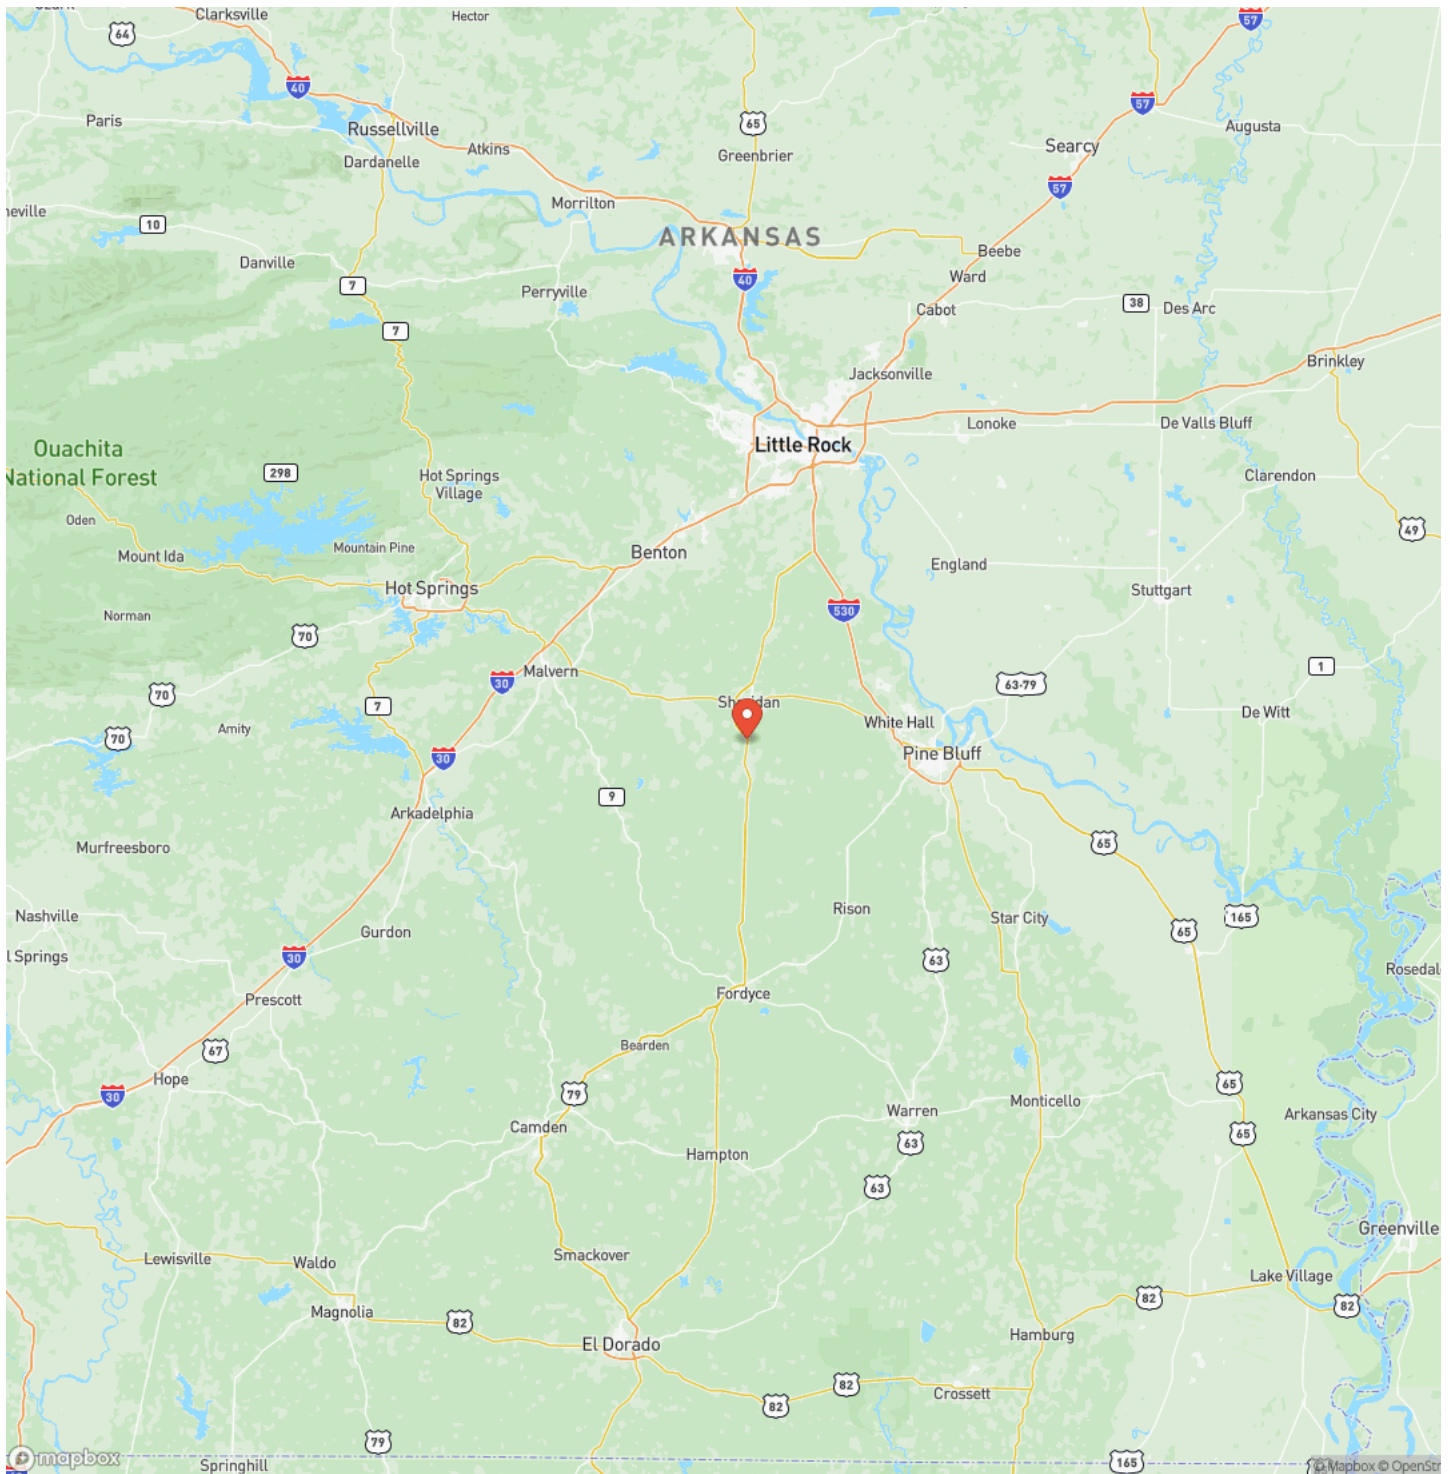 Clarksville
Hector
57
64
40
57
65
Paris
Russellville
Augusta
Atkins
Searcy
Greenbrier
Dardanelle
57
Morrilton
neville
10
ARKANSAS
Beebe
Danville
Ward
40
7
Perryville
38
Des Arc
Cabot
7
Brinkley
Jacksonville
Lonoke
De Valls Bluff
Little Rock
Ouachita
National Forest
298
Hot Springs
Village
Clarendon
Oden
49
Mountain Pine
Benton
Mount Ida
England
Hot Springs
Stuttgart
530
Norman
70
1
Malvern
30
63-79
70
Sheridan
7
De Witt
White Hall
Amity
70
Pine Bluff
30
9
Arkadelphia
65
Murfreesboro
Rison
Nashville
Star City
165
Gurdon
65
l Springs
30
63
Rosedal
Fordyce
Prescott
Bearden
67
Hope
65
30
79
Monticello
Warren
Arkansas City
Camden
65
63
Hampton
63
Greenville
Smackover
Lewisville
Waldo
Lake Village
82
82
Magnolia
82
Hamburg
El Dorado
82
Crossett
82
79
mapbox
Springhill
165
© Mapbox © OpenStr